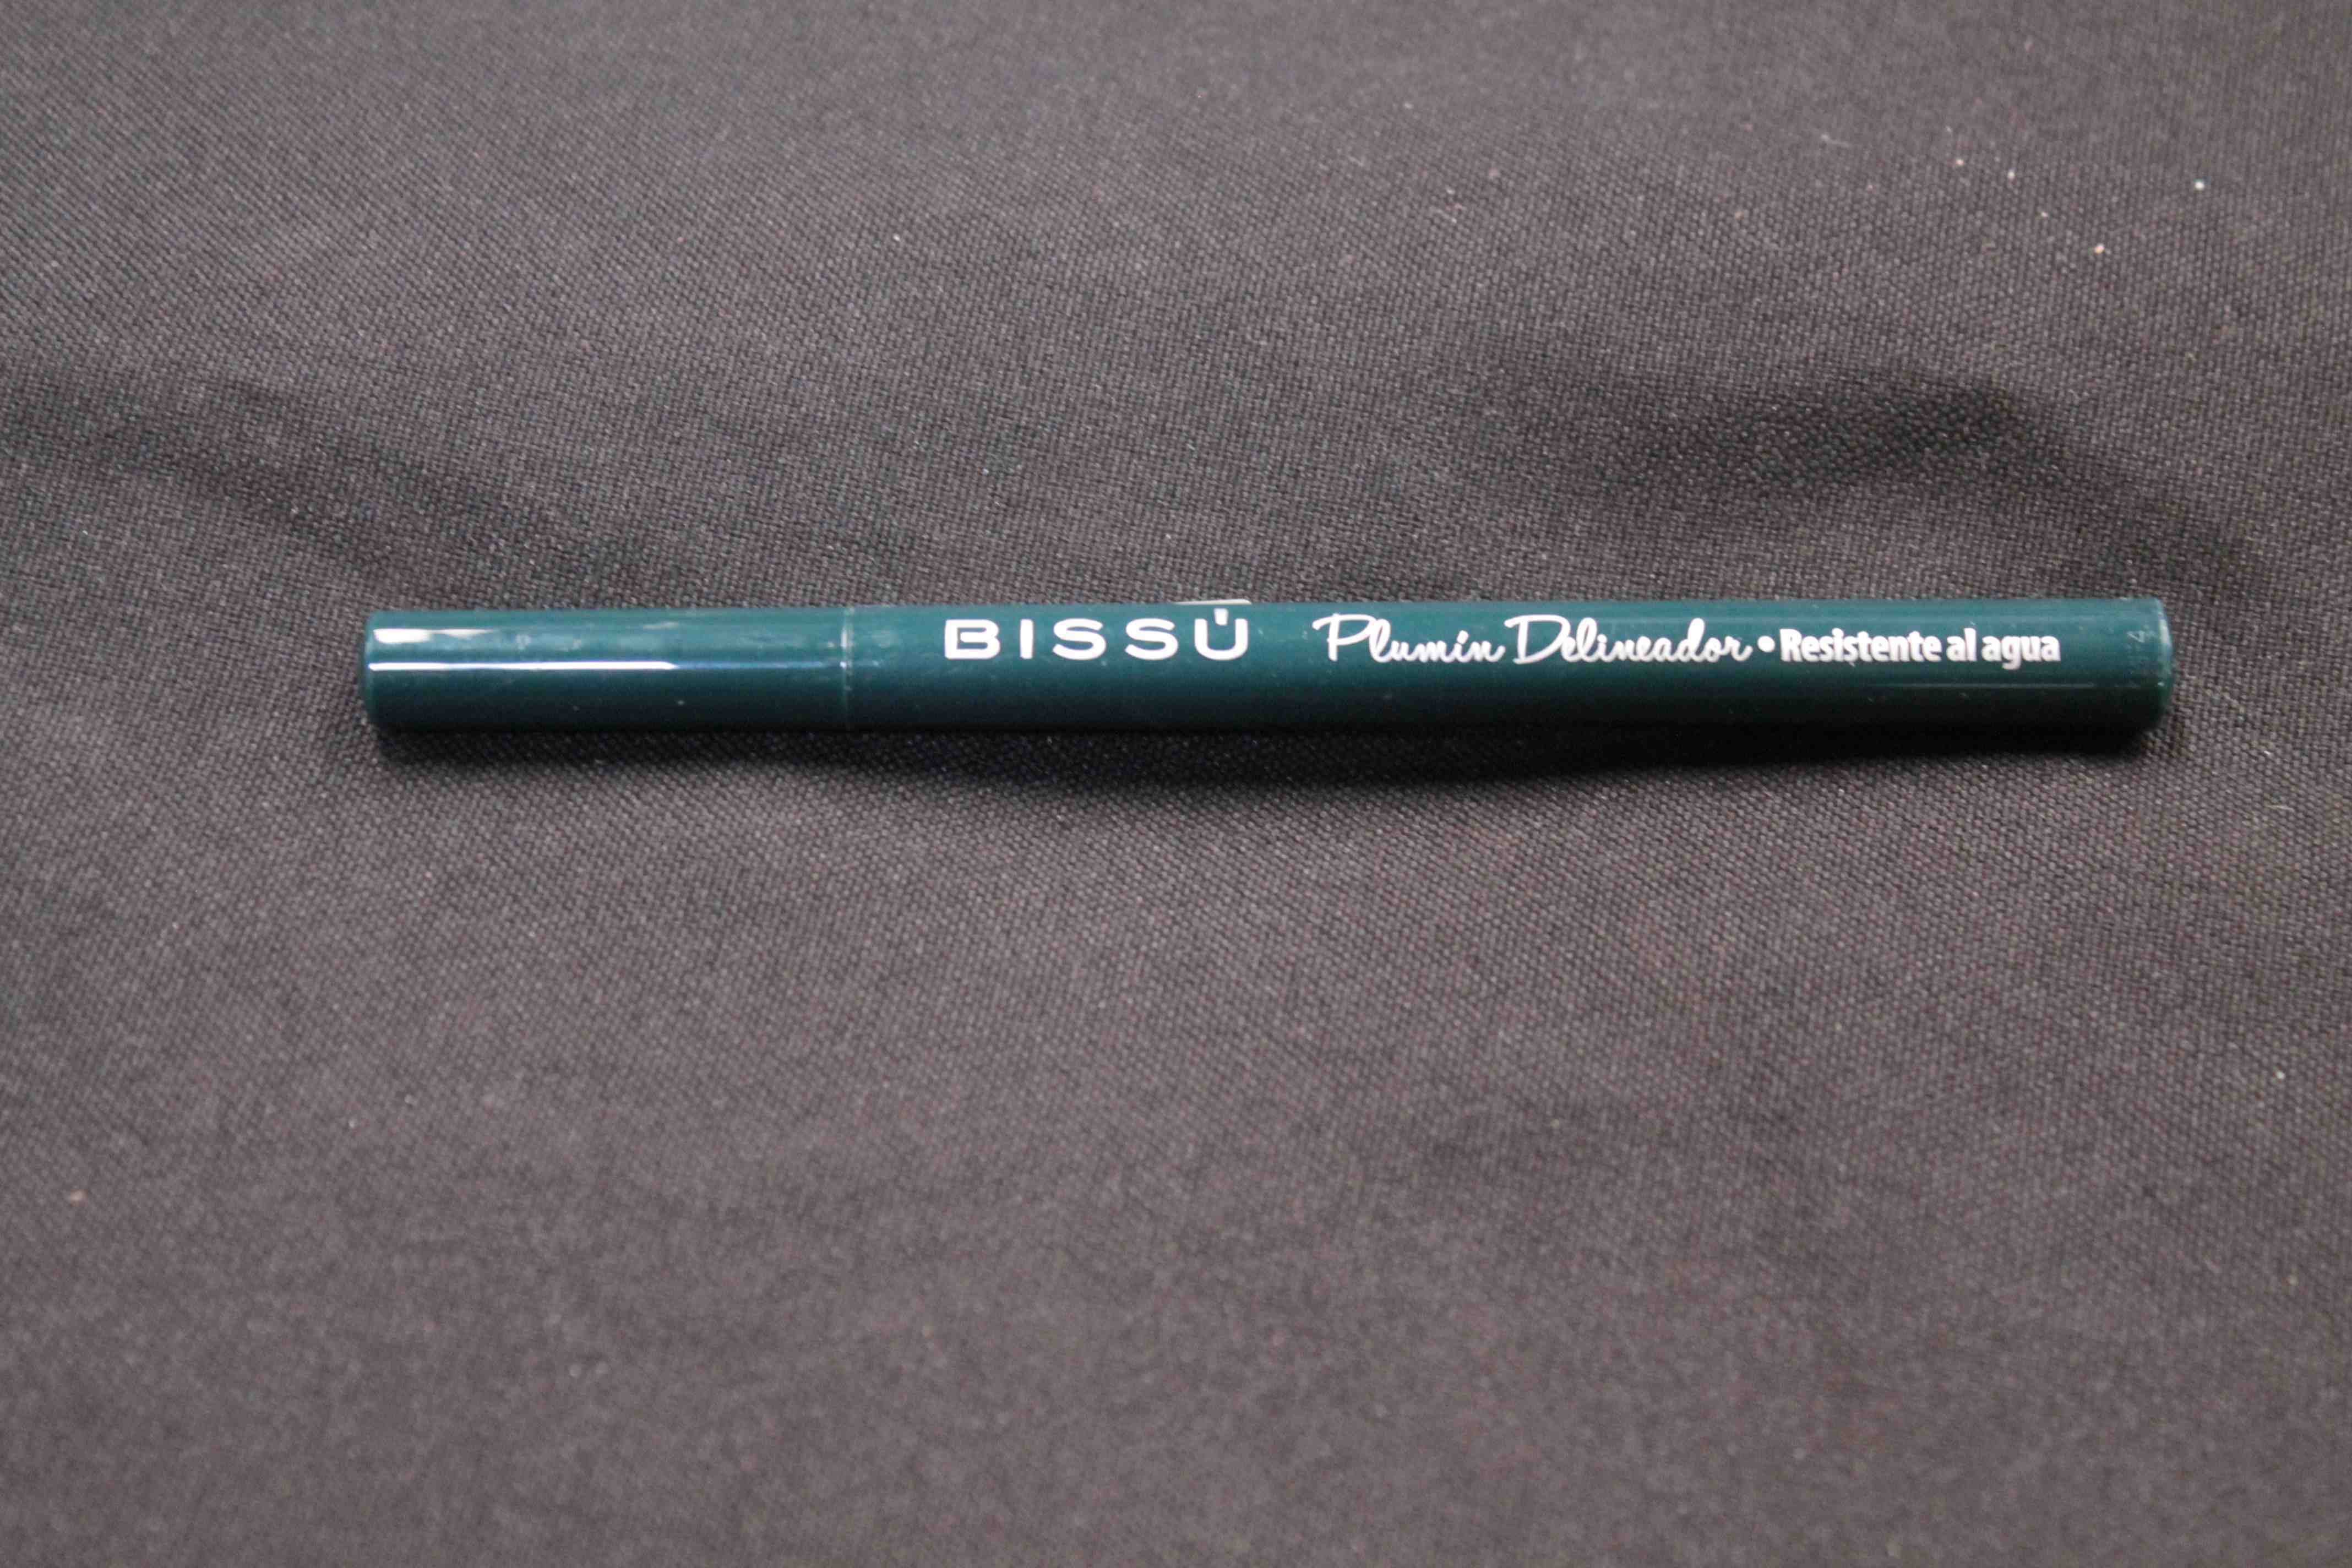 BISSÚ Plumín Delineador • Resistente al agua